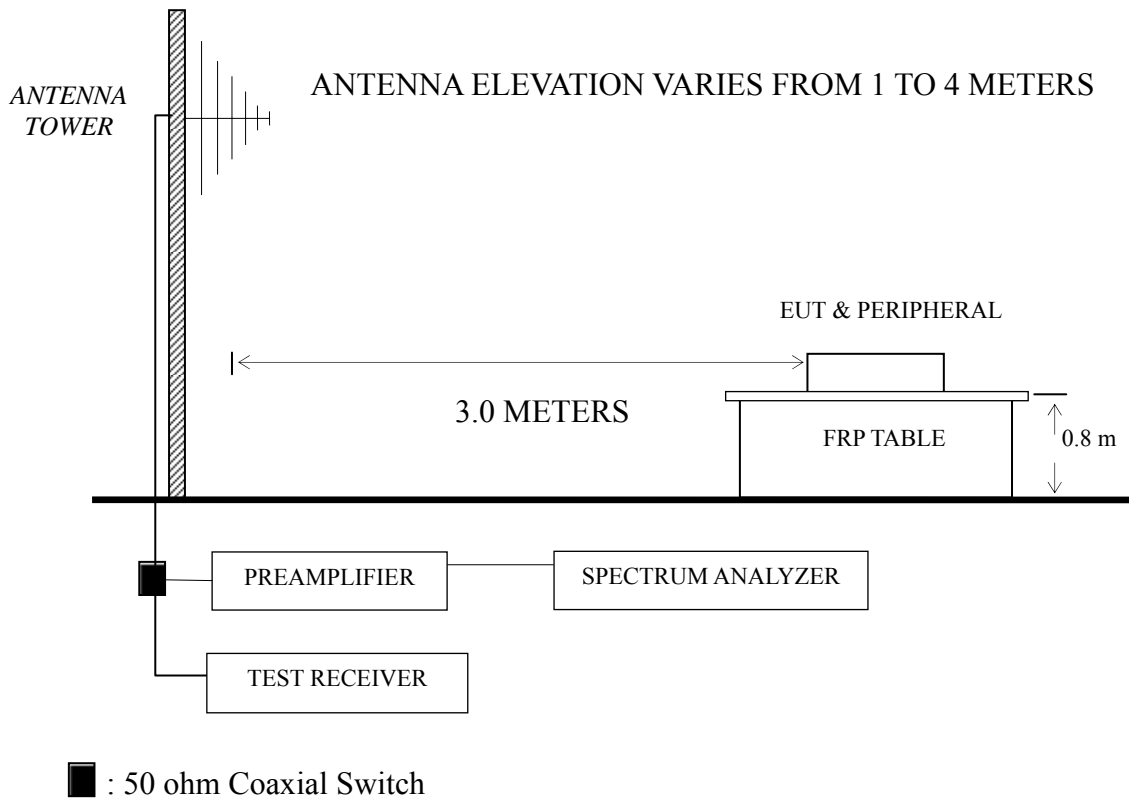 ANTENNA ELEVATION VARIES FROM 1 TO 4 METERS
ANTENNA
TOWER
EUT & PERIPHERAL
3.0 METERS
FRP TABLE
0.8 m
PREAMPLIFIER
SPECTRUM ANALYZER
TEST RECEIVER
: 50 ohm Coaxial Switch